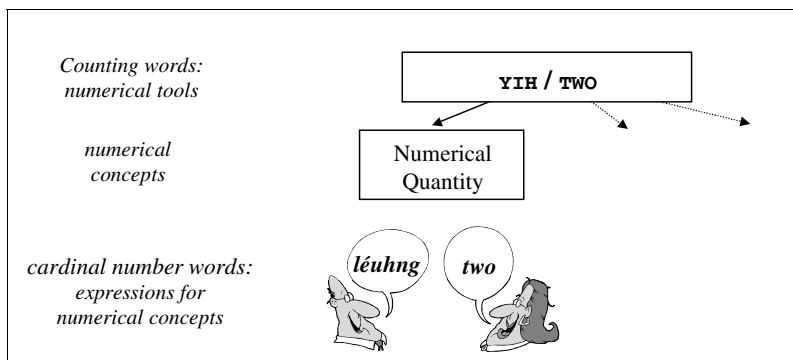 Counting words:
numerical tools
YIH / TWO
numerical
concepts
Numerical
Quantity
cardinal number words:
expressions for
numerical concepts
léuhng
two